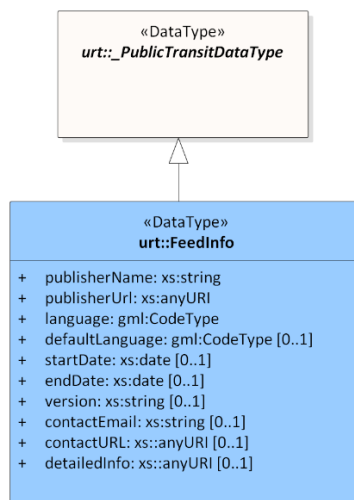 «DataType»
urt::_PublicTransitDataType
«DataType»
urt::FeedInfo
+ publisherName: xs:string
+ publisherUrl: xs:anyURI
+ language: gml:CodeType
+ defaultLanguage: gml:CodeType [0..1]
+ startDate: xs:date [0..1]
+ endDate: xs:date [0..1]
+ version: xs:string [0..1]
+ contactEmail: xs:string [0..1]
+ contactURL: xs::anyURI [0..1]
+ detailedInfo: xs::anyURI [0..1]